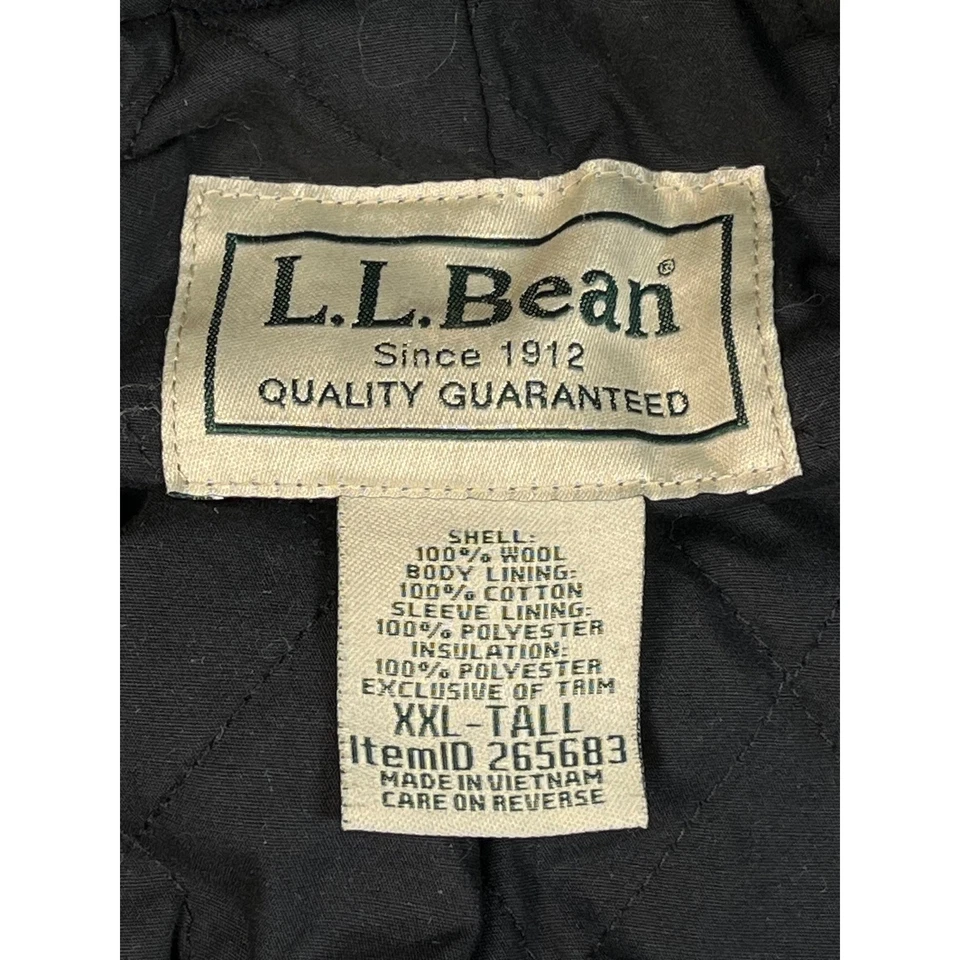 L.L.Bean®
Since 1912
QUALITY GUARANTEED
SHELL:
100% WOOL
BODY LINING:
100% COTTON
SLEEVE LINING:
100% POLYESTER
INSULATION:
100% POLYESTER
EXCLUSIVE OF TRIM
XXL-TALL
ItemID 265683
MADE IN VIETNAM
CARE ON REVERSE